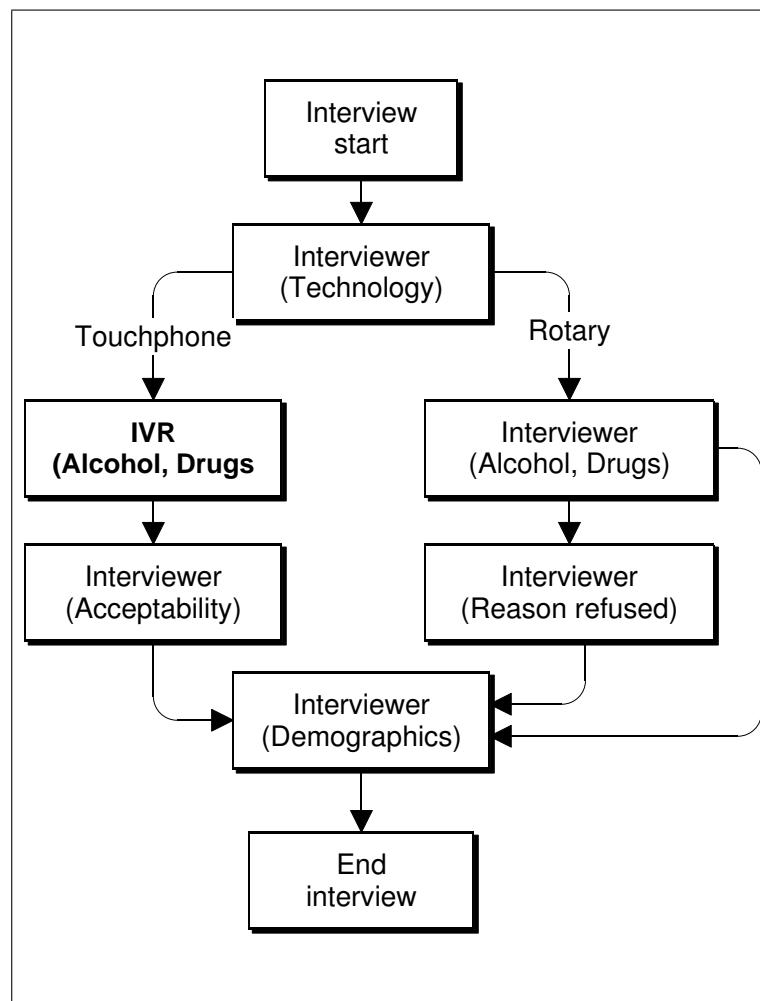 Interview
start
Interviewer
(Technology)
Touchphone
Rotary
IVR
(Alcohol, Drugs
Interviewer
(Alcohol, Drugs)
Interviewer
(Acceptability)
Interviewer
(Reason refused)
Interviewer
(Demographics)
End
interview